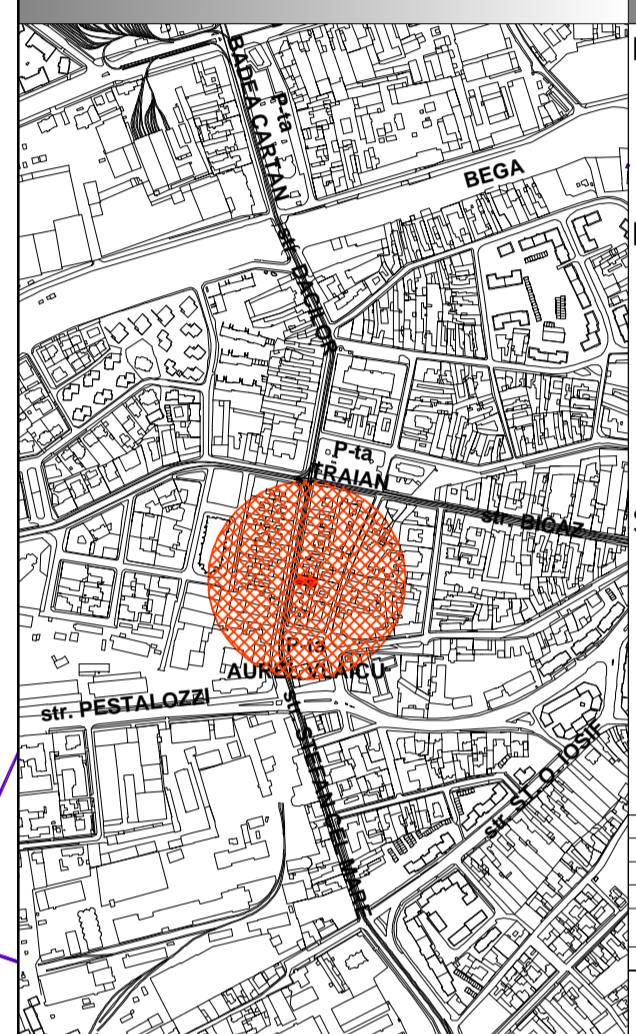 P-ta
BADEA CARTAN
BEGA
str. DACILOR
P-ta
TRAIAN
str. BICAZ
P-ta
AUREL VLAICU
str. PESTALOZZI
str. STEFAN CEL MARE
str. ST. O. IOSIF